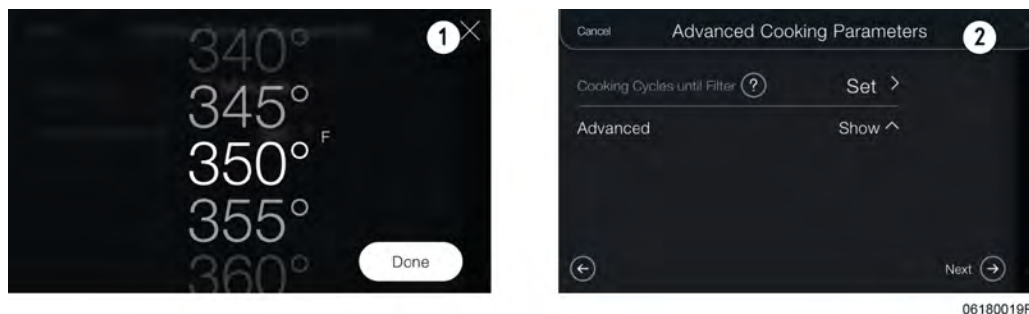 340°
345°
350° F
355°
360°
Done
1
Cancel Advanced Cooking Parameters
2
Cooking Cycles until Filter ? Set >
Advanced Show ^
Next
06180019F